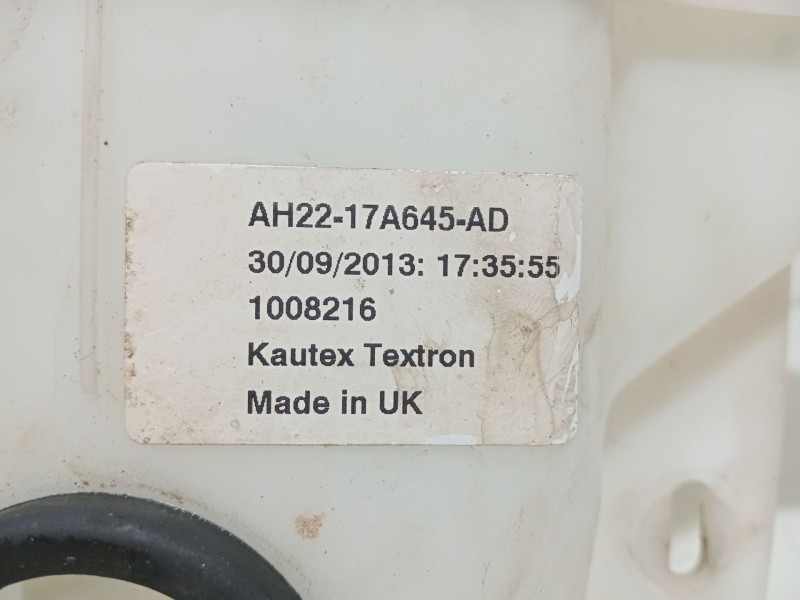 AH22-17A645-AD
30/09/2013: 17:35:55
1008216
Kautex Textron
Made in UK